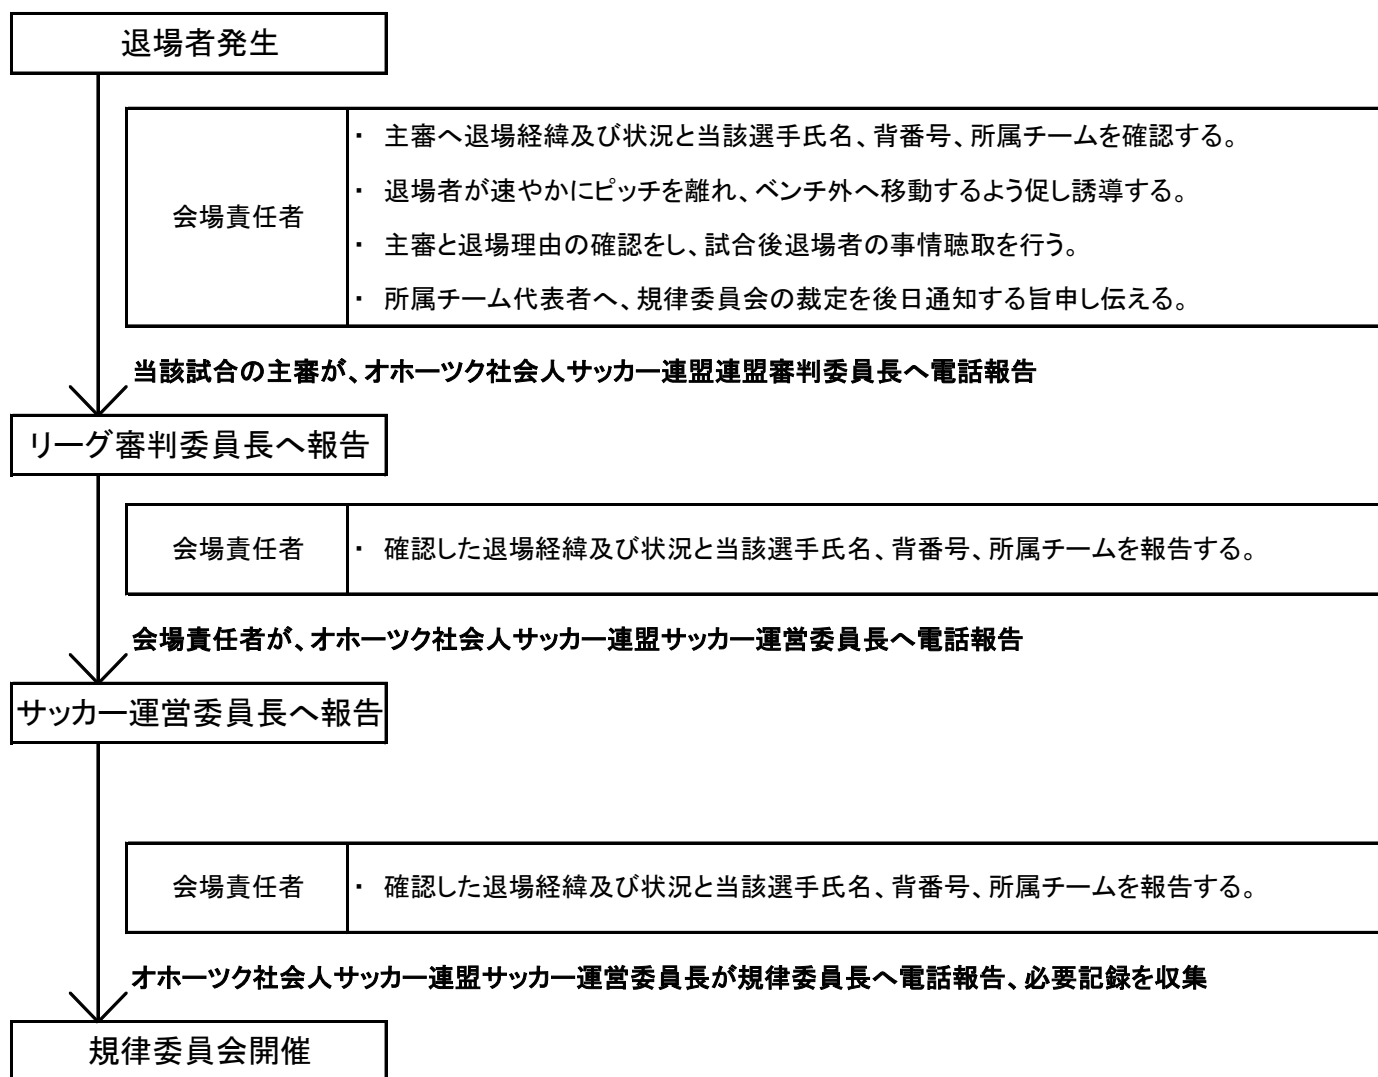 退場者発生
会場責任者
・ 主審へ退場経緯及び状況と当該選手氏名、背番号、所属チームを確認する。
・ 退場者が速やかにピッチを離れ、ベンチ外へ移動するよう促し誘導する。
・ 主審と退場理由の確認をし、試合後退場者の事情聴取を行う。
・ 所属チーム代表者へ、規律委員会の裁定を後日通知する旨申し伝える。
当該試合の主審が、オホーツク社会人サッカー連盟連盟審判委員長へ電話報告
リーグ審判委員長へ報告
会場責任者
・ 確認した退場経緯及び状況と当該選手氏名、背番号、所属チームを報告する。
会場責任者が、オホーツク社会人サッカー連盟サッカー運営委員長へ電話報告
サッカー運営委員長へ報告
会場責任者
・ 確認した退場経緯及び状況と当該選手氏名、背番号、所属チームを報告する。
オホーツク社会人サッカー連盟サッカー運営委員長が規律委員長へ電話報告、必要記録を収集
規律委員会開催